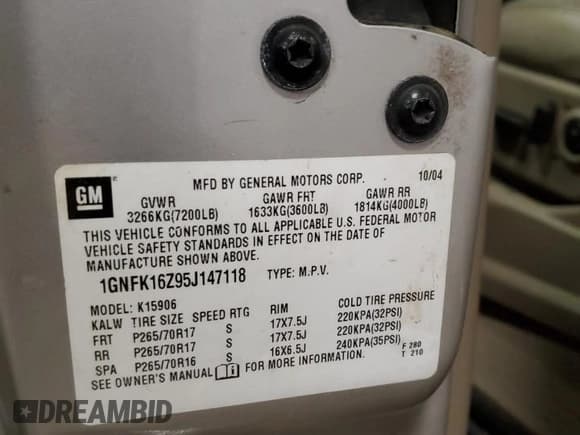 MFD BY GENERAL MOTORS CORP. 10/04
GM
GVWR GAWR FRT GAWR RR
3266KG(7200LB) 1633KG(3600LB) 1814KG(4000LB)
THIS VEHICLE CONFORMS TO ALL APPLICABLE U.S. FEDERAL MOTOR
VEHICLE SAFETY STANDARDS IN EFFECT ON THE DATE OF
MANUFACTURE SHOWN ABOVE.
1GNFK16Z95J147118 TYPE: M.P.V.
MODEL: K15906
KALW TIRE SIZE SPEED RTG RIM COLD TIRE PRESSURE
FRT P265/70R17 S 17X7.5J 220KPA(32PSI)
RR P265/70R17 S 17X7.5J 220KPA(32PSI)
SPA P265/70R16 S 16X6.5J 240KPA(35PSI) F 280
T 210
SEE OWNER'S MANUAL FOR MORE INFORMATION.
DREAMBID